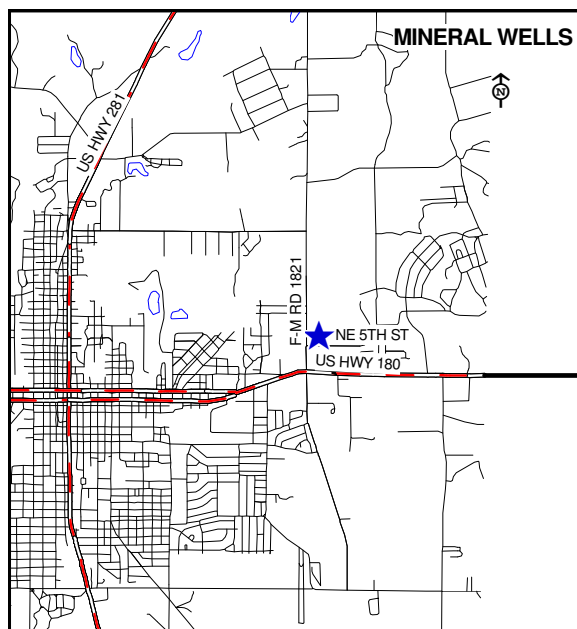 MINERAL WELLS
N
US HWY 281
F-M RD 1821
NE 5TH ST
US HWY 180